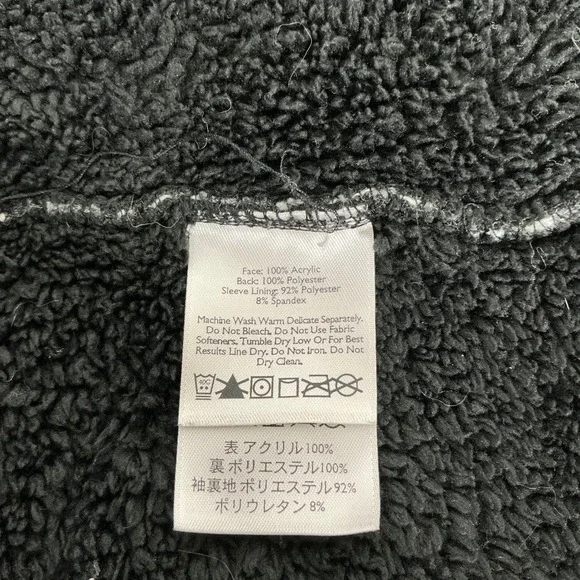 Face: 100% Acrylic
Back: 100% Polyester
Sleeve Lining: 92% Polyester
8% Spandex
Machine Wash Warm Delicate Separately.
Do Not Bleach. Do Not Use Fabric
Softeners, Tumble Dry Low Or For Best
Results Line Dry. Do Not Iron. Do Not
Dry Clean.
表 アクリル100%
裏 ポリエステル100%
袖裏地 ポリエステル92%
ポリウレタン 8%